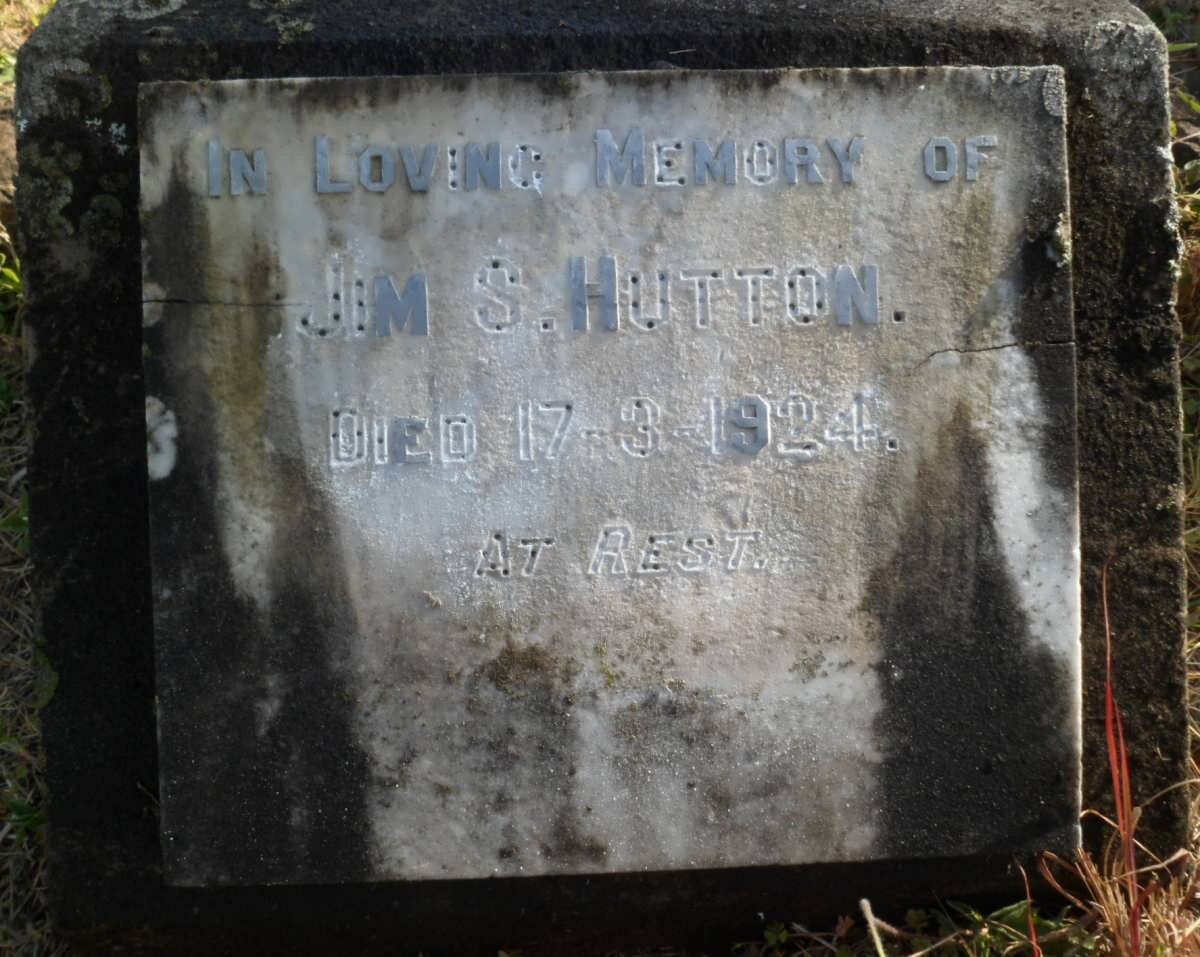 IN LOVING MEMORY OF
JIM S. HUTTON.
DIED 17-3-1924.
AT REST.